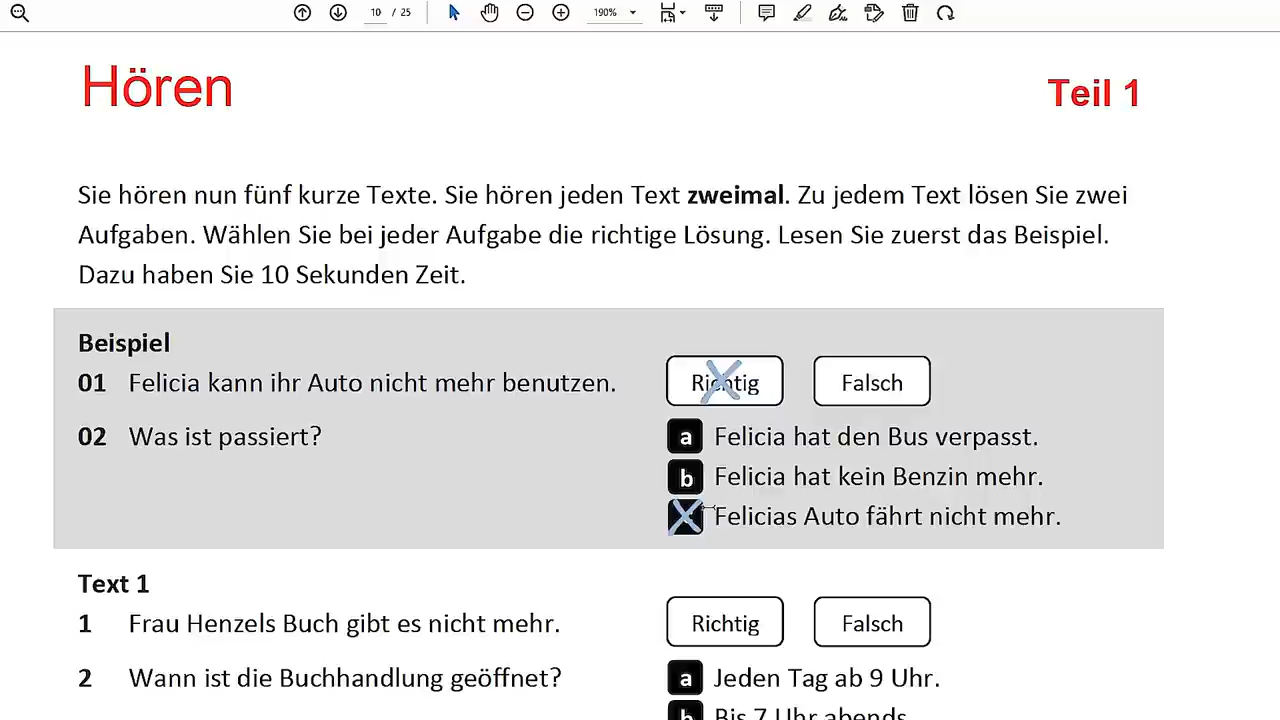 10 / 25
190%
Hören
Teil 1
Sie hören nun fünf kurze Texte. Sie hören jeden Text zweimal. Zu jedem Text lösen Sie zwei
Aufgaben. Wählen Sie bei jeder Aufgabe die richtige Lösung. Lesen Sie zuerst das Beispiel.
Dazu haben Sie 10 Sekunden Zeit.
Beispiel
01 Felicia kann ihr Auto nicht mehr benutzen. Richtig Falsch
02 Was ist passiert? a Felicia hat den Bus verpasst.
b Felicia hat kein Benzin mehr.
Felicias Auto fährt nicht mehr.
Text 1
1 Frau Henzels Buch gibt es nicht mehr. Richtig Falsch
2 Wann ist die Buchhandlung geöffnet? a Jeden Tag ab 9 Uhr.
b Bis 7 Uhr abends.